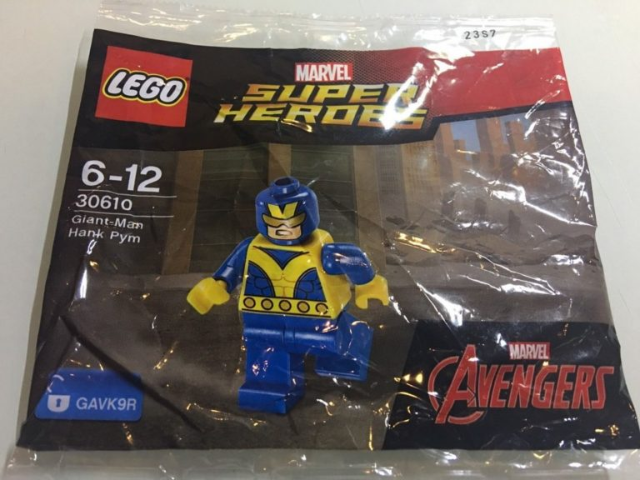 2357
LEGO
MARVEL
SUPER
HEROES
6-12
30610
Giant-Man
Hank Pym
GAVK9R
MARVEL
AVENGERS